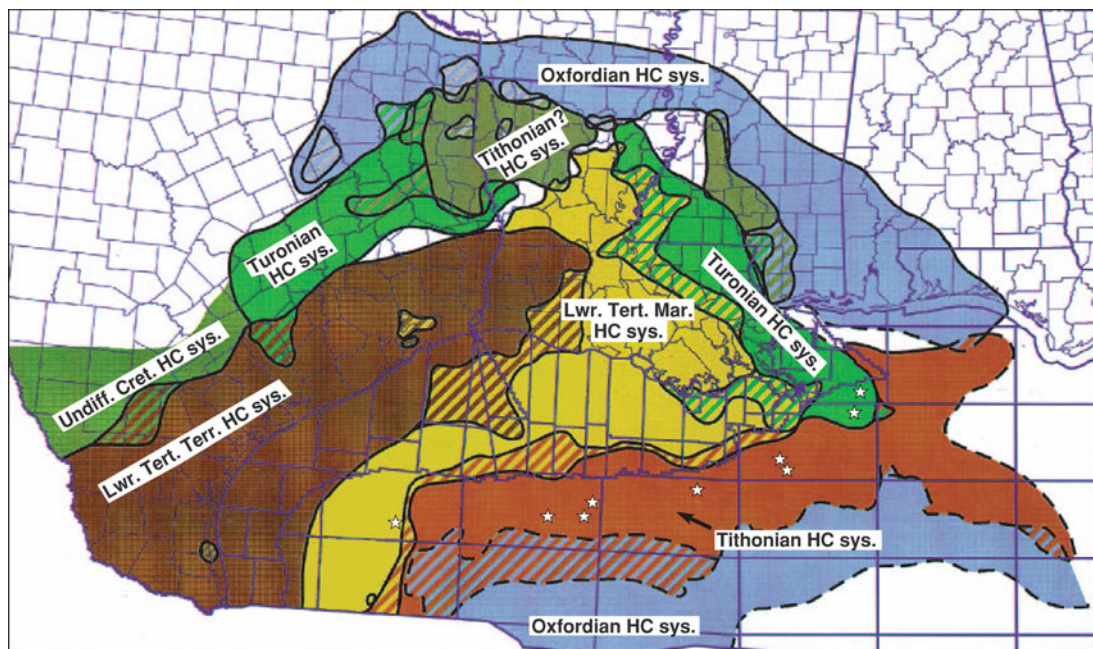 Oxfordian HC sys.
Tithonian?
HC sys.
Turonian
HC sys.
Turonian HC sys.
Lwr. Tert. Mar.
HC sys.
Undiff. Cret. HC sys.
Lwr. Tert. Terr. HC sys.
Tithonian HC sys.
Oxfordian HC sys.